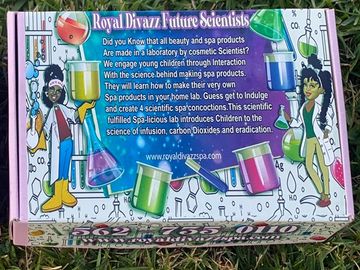 Royal Divazz Future Scientists
Did you Know that all beauty and spa products
Are made in a laboratory by cosmetic Scientist?
We engage young children through Interaction
With the science behind making spa products.
They will learn how to make their very own
Spa products in your home lab. Guess get to Indulge
and create 4 scientific spa concoctions.This scientific
fulfilled Spa-licious lab introduces Children to the
science of infusion, carbon Dioxides and eradication.
www.royaldivazzspa.com
502 - 755-0110
www.royaldivazzspa.com